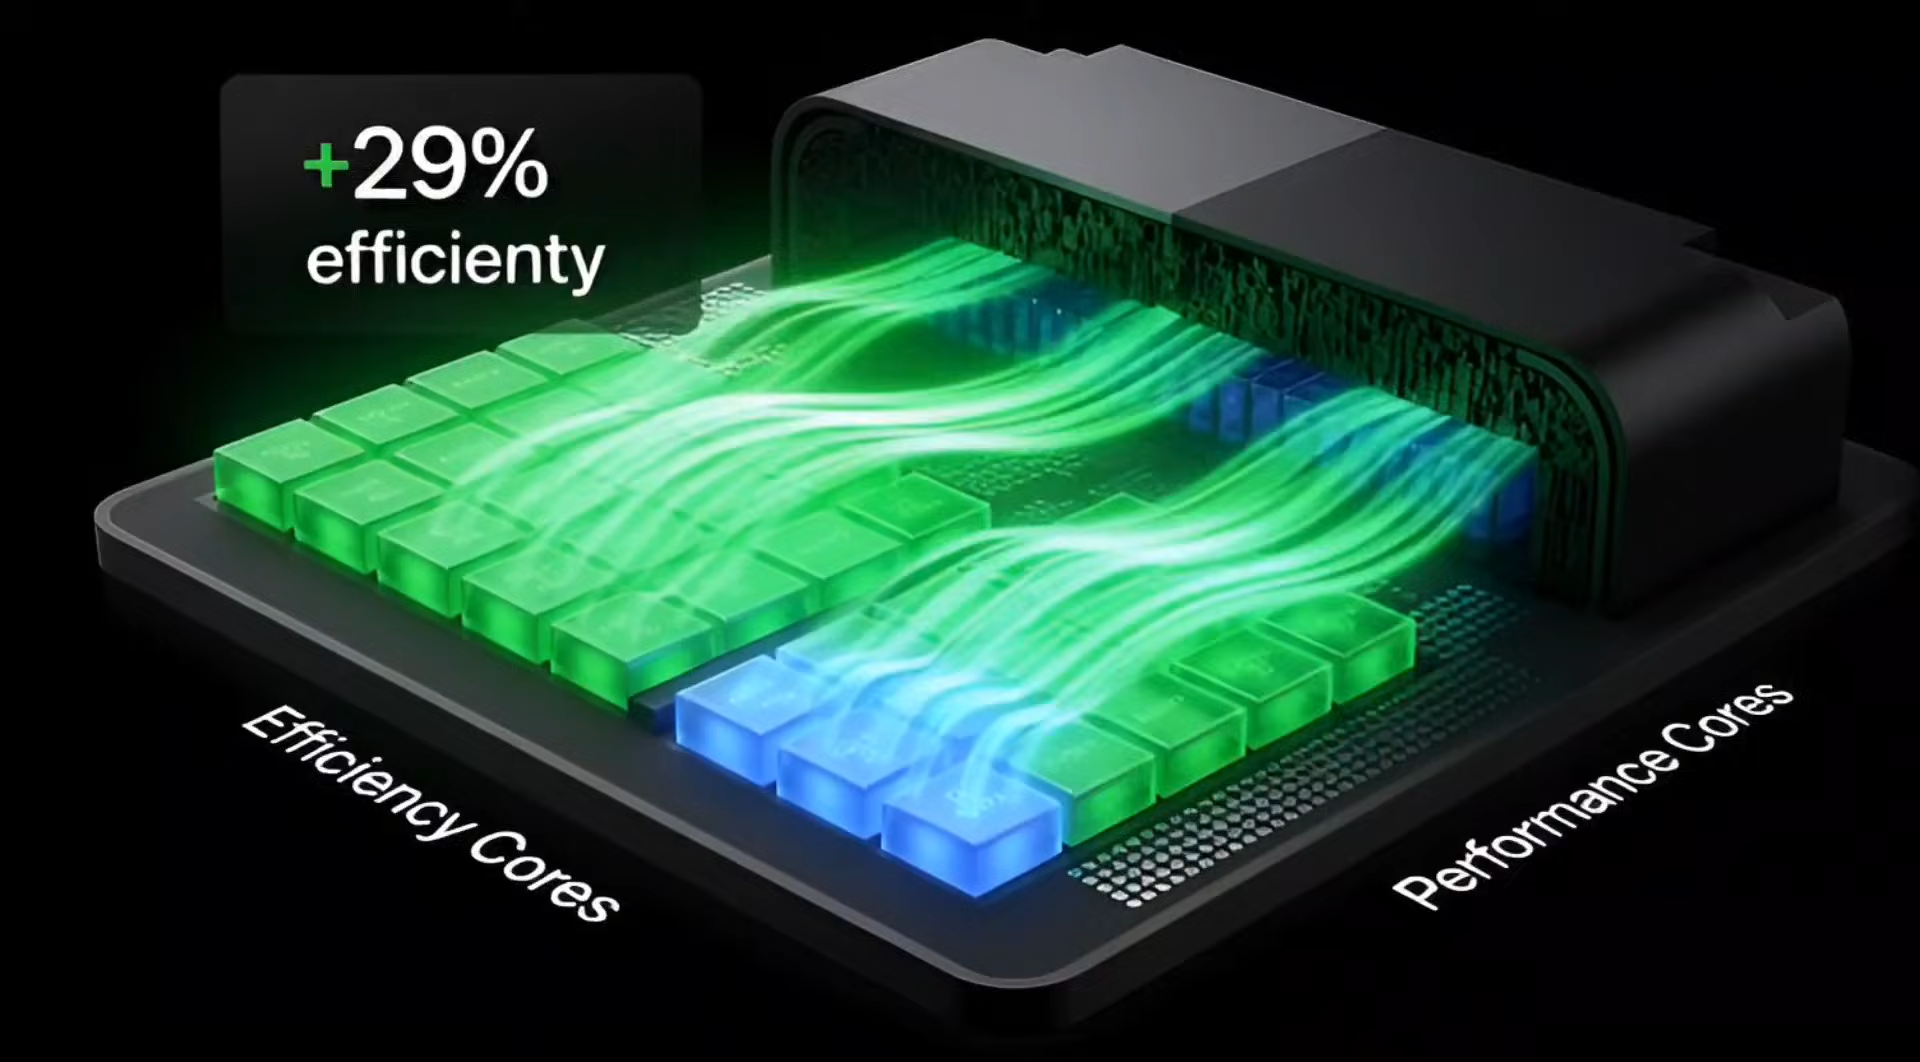 +29%
efficienty
Efficiency Cores
Performance Cores